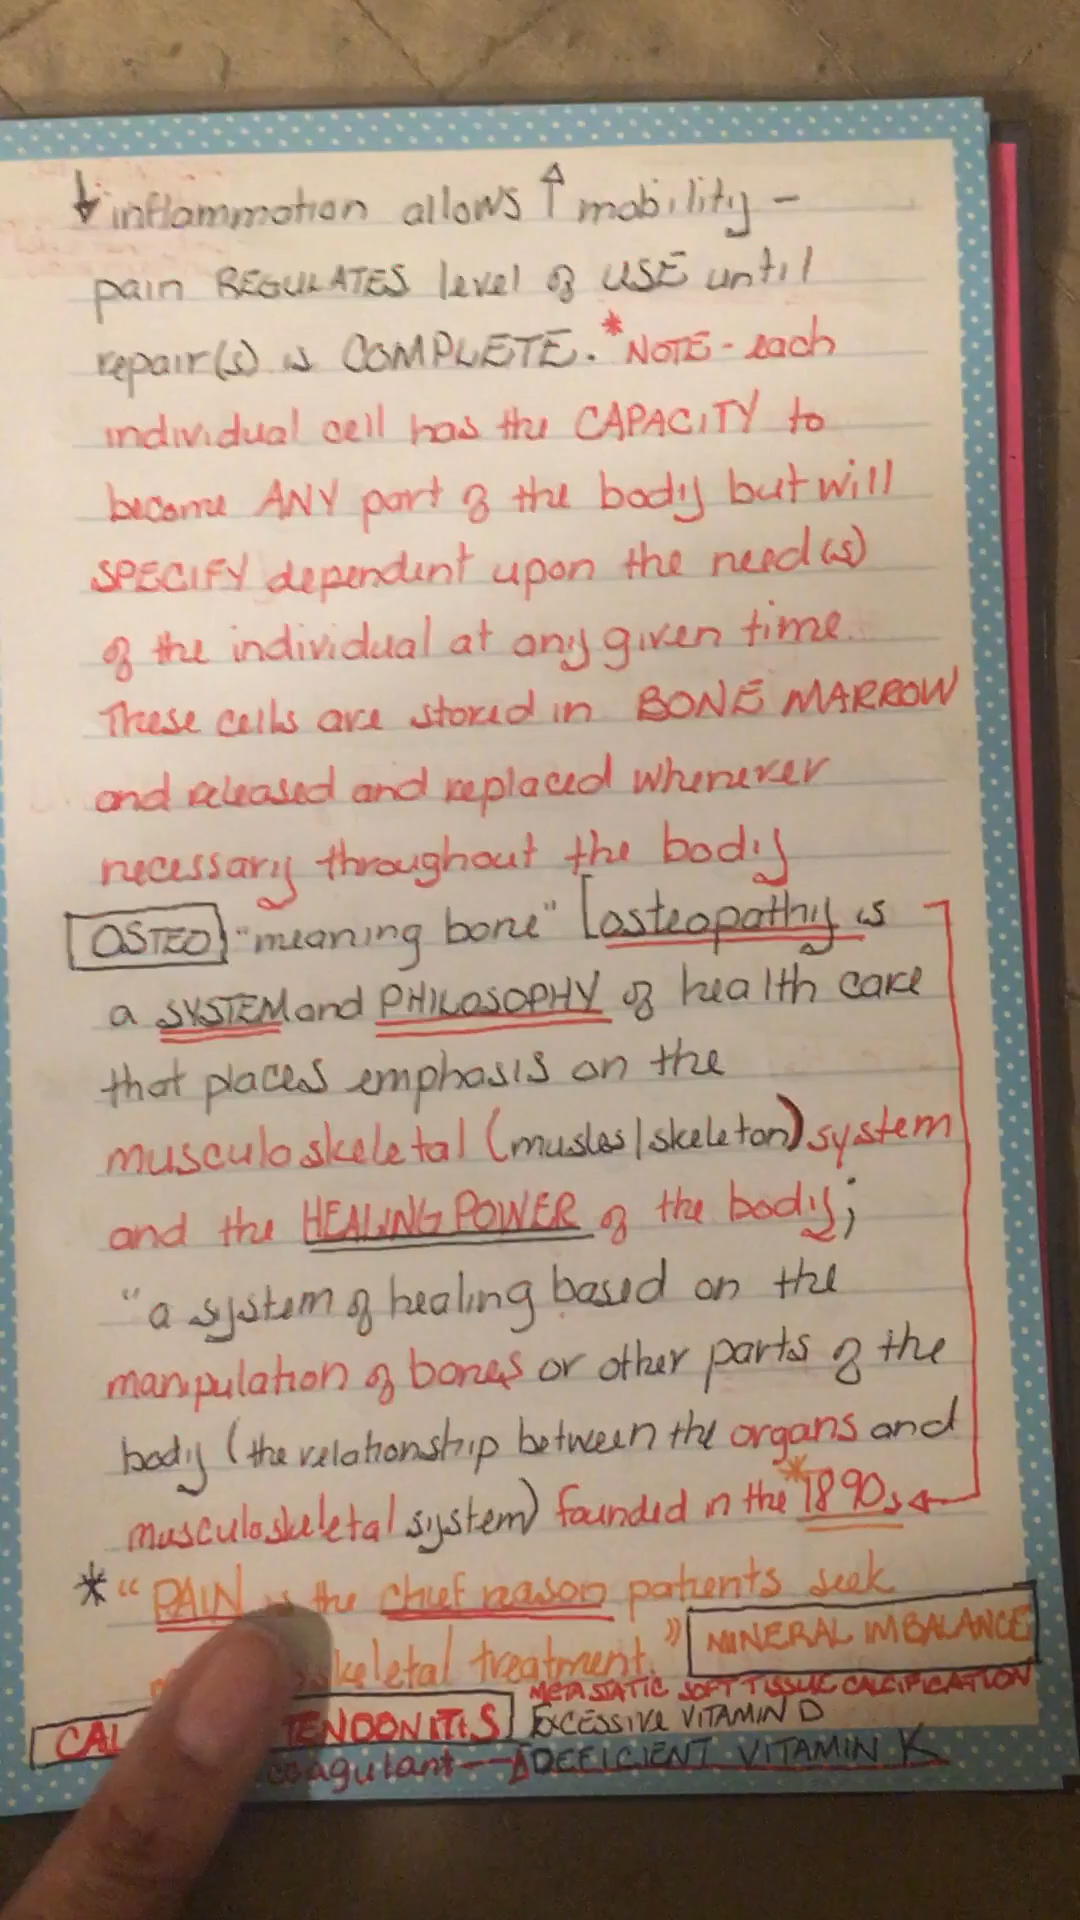 ↓ inflammation allows ↑ mobility -
pain REGULATES level of USE until
repair(s) is COMPLETE. *NOTE - each
individual cell has the CAPACITY to
become ANY part of the body but will
SPECIFY dependent upon the need(s)
of the individual at any given time.
These cells are stored in BONE MARROW
and released and replaced whenever
necessary throughout the body
OSTEO "meaning bone" [osteopathy is
a SYSTEM and PHILOSOPHY of health care
that places emphasis on the
musculoskeletal (musles/skeleton) system
and the HEALING POWER of the body;
"a system of healing based on the
manipulation of bones or other parts of the
body (the relationship between the organs and
musculoskeletal system) founded in the *1890s
* "PAIN is the chief reason patients seek
skeletal treatment." MINERAL IMBALANCE
METASTATIC SOFT TISSUE CALCIFICATION
CAL TENDONITIS EXCESSIVE VITAMIN D
coagulant → DEFICIENT VITAMIN K